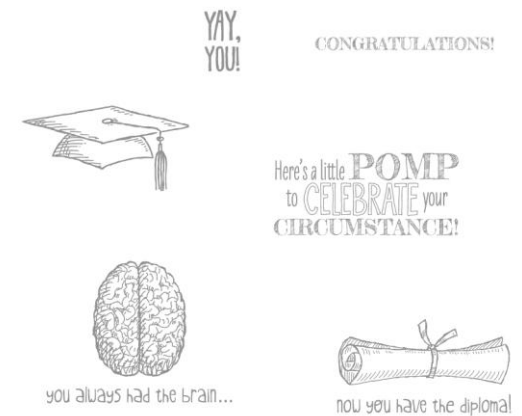 YAY,
YOU!
CONGRATULATIONS!
Here's a little POMP
to CELEBRATE your
CIRCUMSTANCE!
you always had the brain...
now you have the diploma!